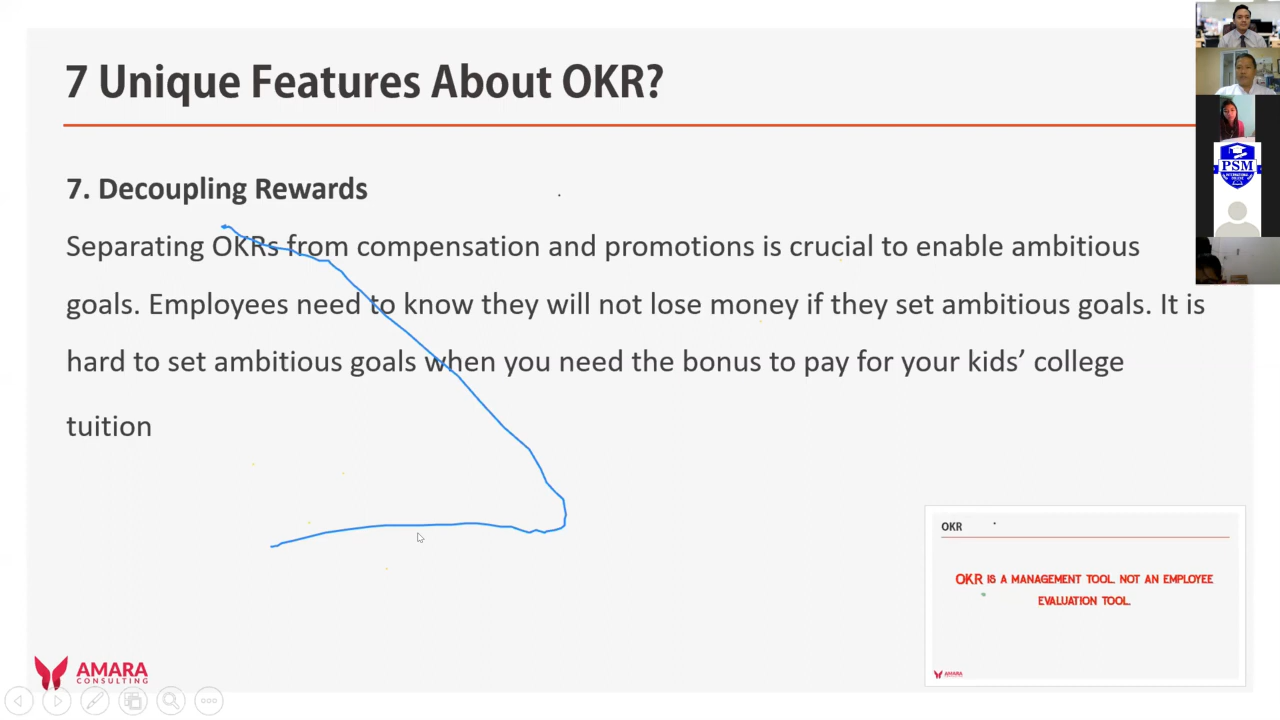 7 Unique Features About OKR?
7. Decoupling Rewards
Separating OKRs from compensation and promotions is crucial to enable ambitious
goals. Employees need to know they will not lose money if they set ambitious goals. It is
hard to set ambitious goals when you need the bonus to pay for your kids’ college
tuition
PSM
OKR
OKR IS A MANAGEMENT TOOL. NOT AN EMPLOYEE
EVALUATION TOOL.
AMARA
AMARA
CONSULTING